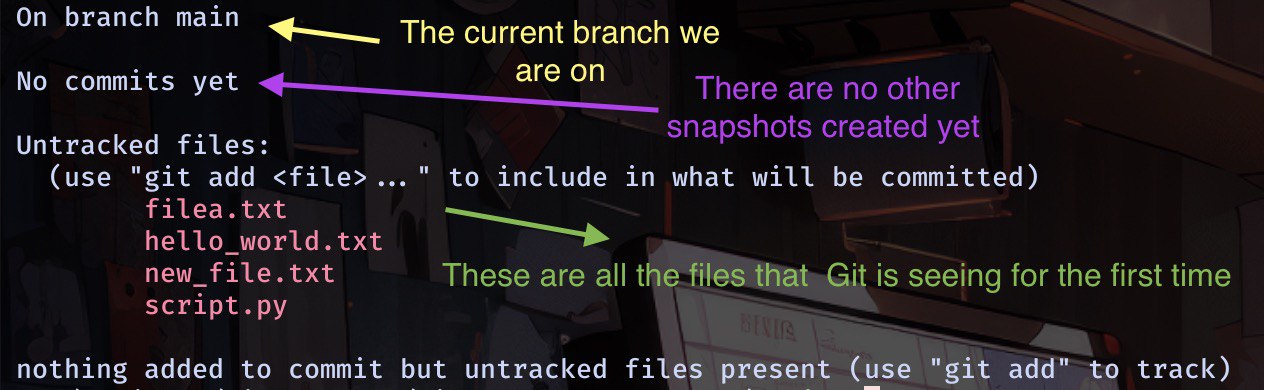 On branch main
The current branch we
are on
No commits yet
There are no other
snapshots created yet
Untracked files:
(use "git add <file>..." to include in what will be committed)
filea.txt
hello_world.txt
new_file.txt
script.py
These are all the files that  Git is seeing for the first time
nothing added to commit but untracked files present (use "git add" to track)